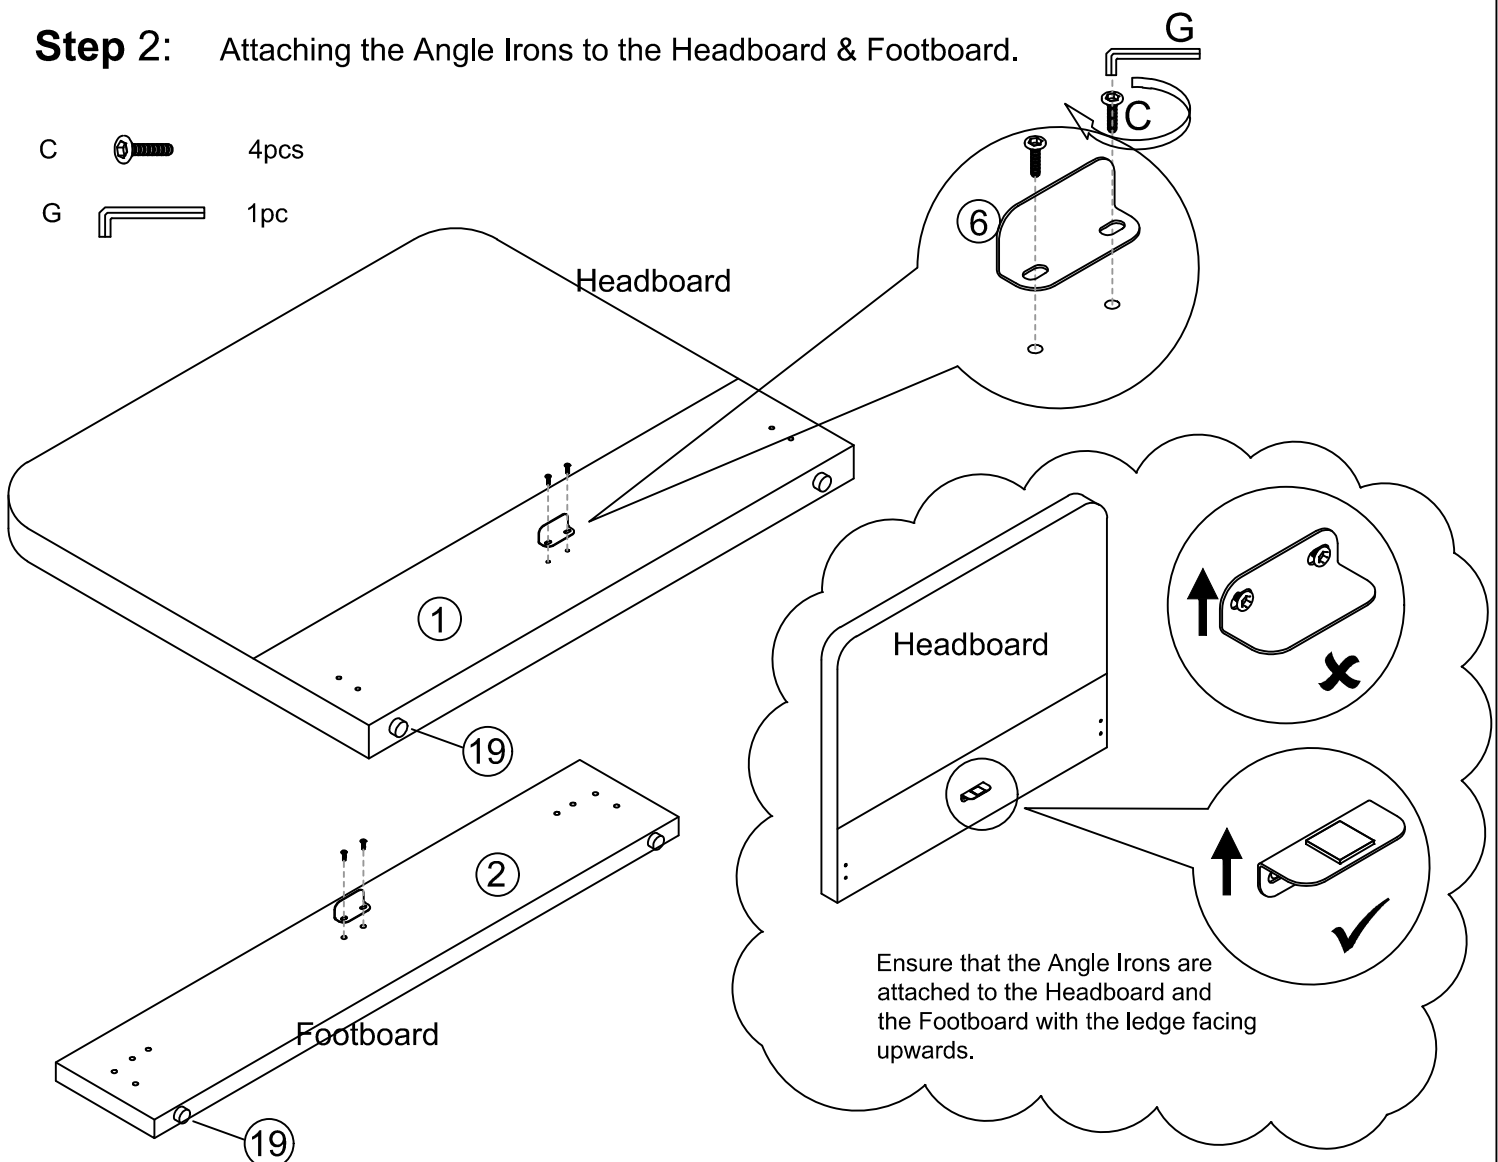 Step 2: Attaching the Angle Irons to the Headboard & Footboard.
G
C
C 4pcs
G 1pc
6
Headboard
1
Headboard
19
2
Ensure that the Angle Irons are
attached to the Headboard and
the Footboard with the ledge facing
upwards.
Footboard
19